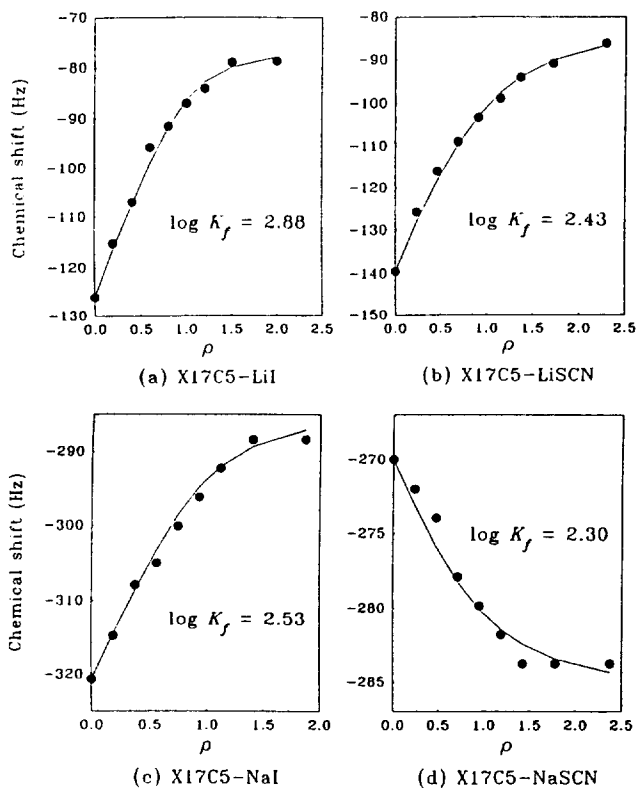 -70
-80
-90
-100
-110
-120
-130
0.0 0.5 1.0 1.5 2.0 2.5
Chemical shift (Hz)
log K_f = 2.88
ρ
(a) X17C5-LiI
-80
-90
-100
-110
-120
-130
-140
-150
0.0 0.5 1.0 1.5 2.0 2.5
log K_f = 2.43
ρ
(b) X17C5-LiSCN
-290
-300
-310
-320
0.0 0.5 1.0 1.5 2.0
Chemical shift (Hz)
log K_f = 2.53
ρ
(c) X17C5-NaI
-270
-275
-280
-285
0.0 0.5 1.0 1.5 2.0 2.5
log K_f = 2.30
ρ
(d) X17C5-NaSCN